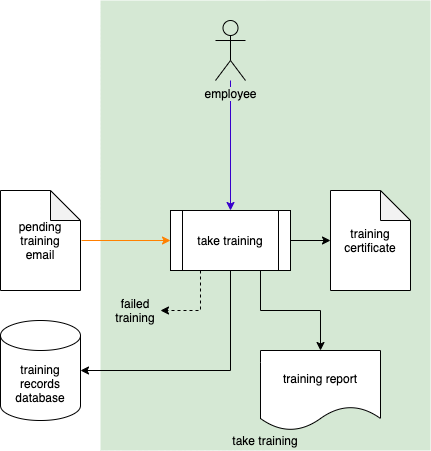 employee
pending
training
email
take training
training
certificate
failed
training
training
records
database
training report
take training